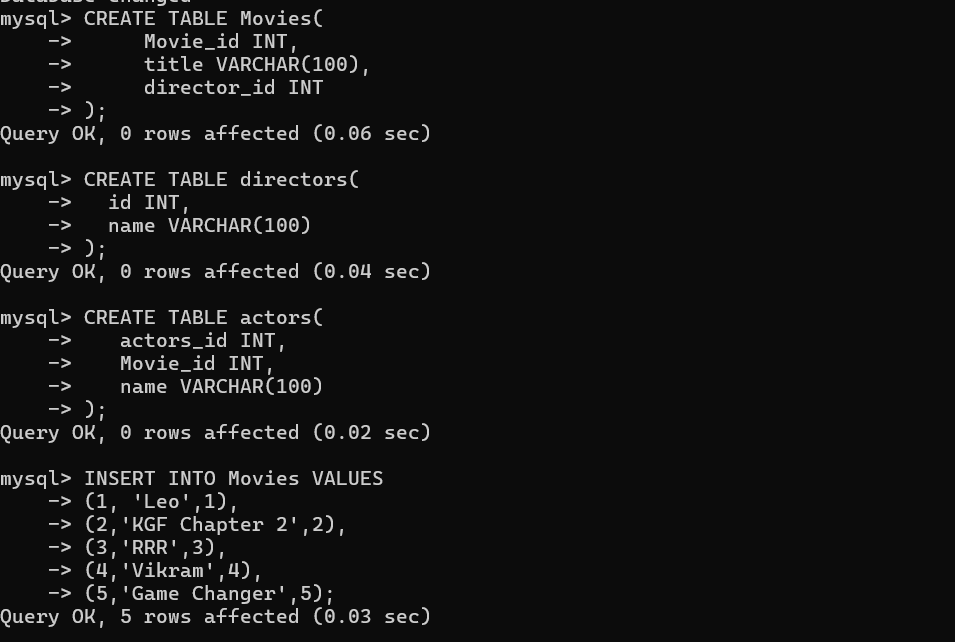 Database changed
mysql> CREATE TABLE Movies(
    ->      Movie_id INT,
    ->      title VARCHAR(100),
    ->      director_id INT
    -> );
Query OK, 0 rows affected (0.06 sec)

mysql> CREATE TABLE directors(
    ->   id INT,
    ->   name VARCHAR(100)
    -> );
Query OK, 0 rows affected (0.04 sec)

mysql> CREATE TABLE actors(
    ->    actors_id INT,
    ->    Movie_id INT,
    ->    name VARCHAR(100)
    -> );
Query OK, 0 rows affected (0.02 sec)

mysql> INSERT INTO Movies VALUES
    -> (1, 'Leo',1),
    -> (2,'KGF Chapter 2',2),
    -> (3,'RRR',3),
    -> (4,'Vikram',4),
    -> (5,'Game Changer',5);
Query OK, 5 rows affected (0.03 sec)